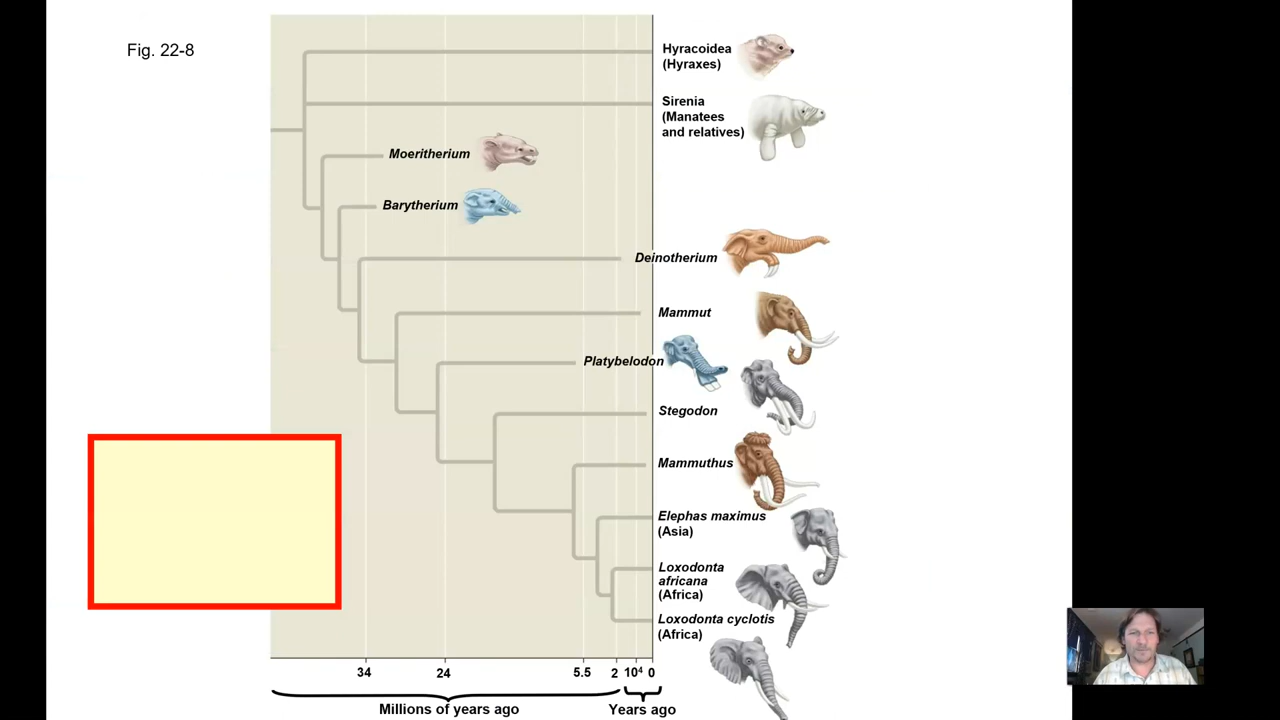 Fig. 22-8
Hyracoidea
(Hyraxes)
Sirenia
(Manatees
and relatives)
Moeritherium
Barytherium
Deinotherium
Mammut
Platybelodon
Stegodon
Mammuthus
Elephas maximus
(Asia)
Loxodonta
africana
(Africa)
Loxodonta cyclotis
(Africa)
34 24 5.5 2 10⁴ 0
Millions of years ago Years ago